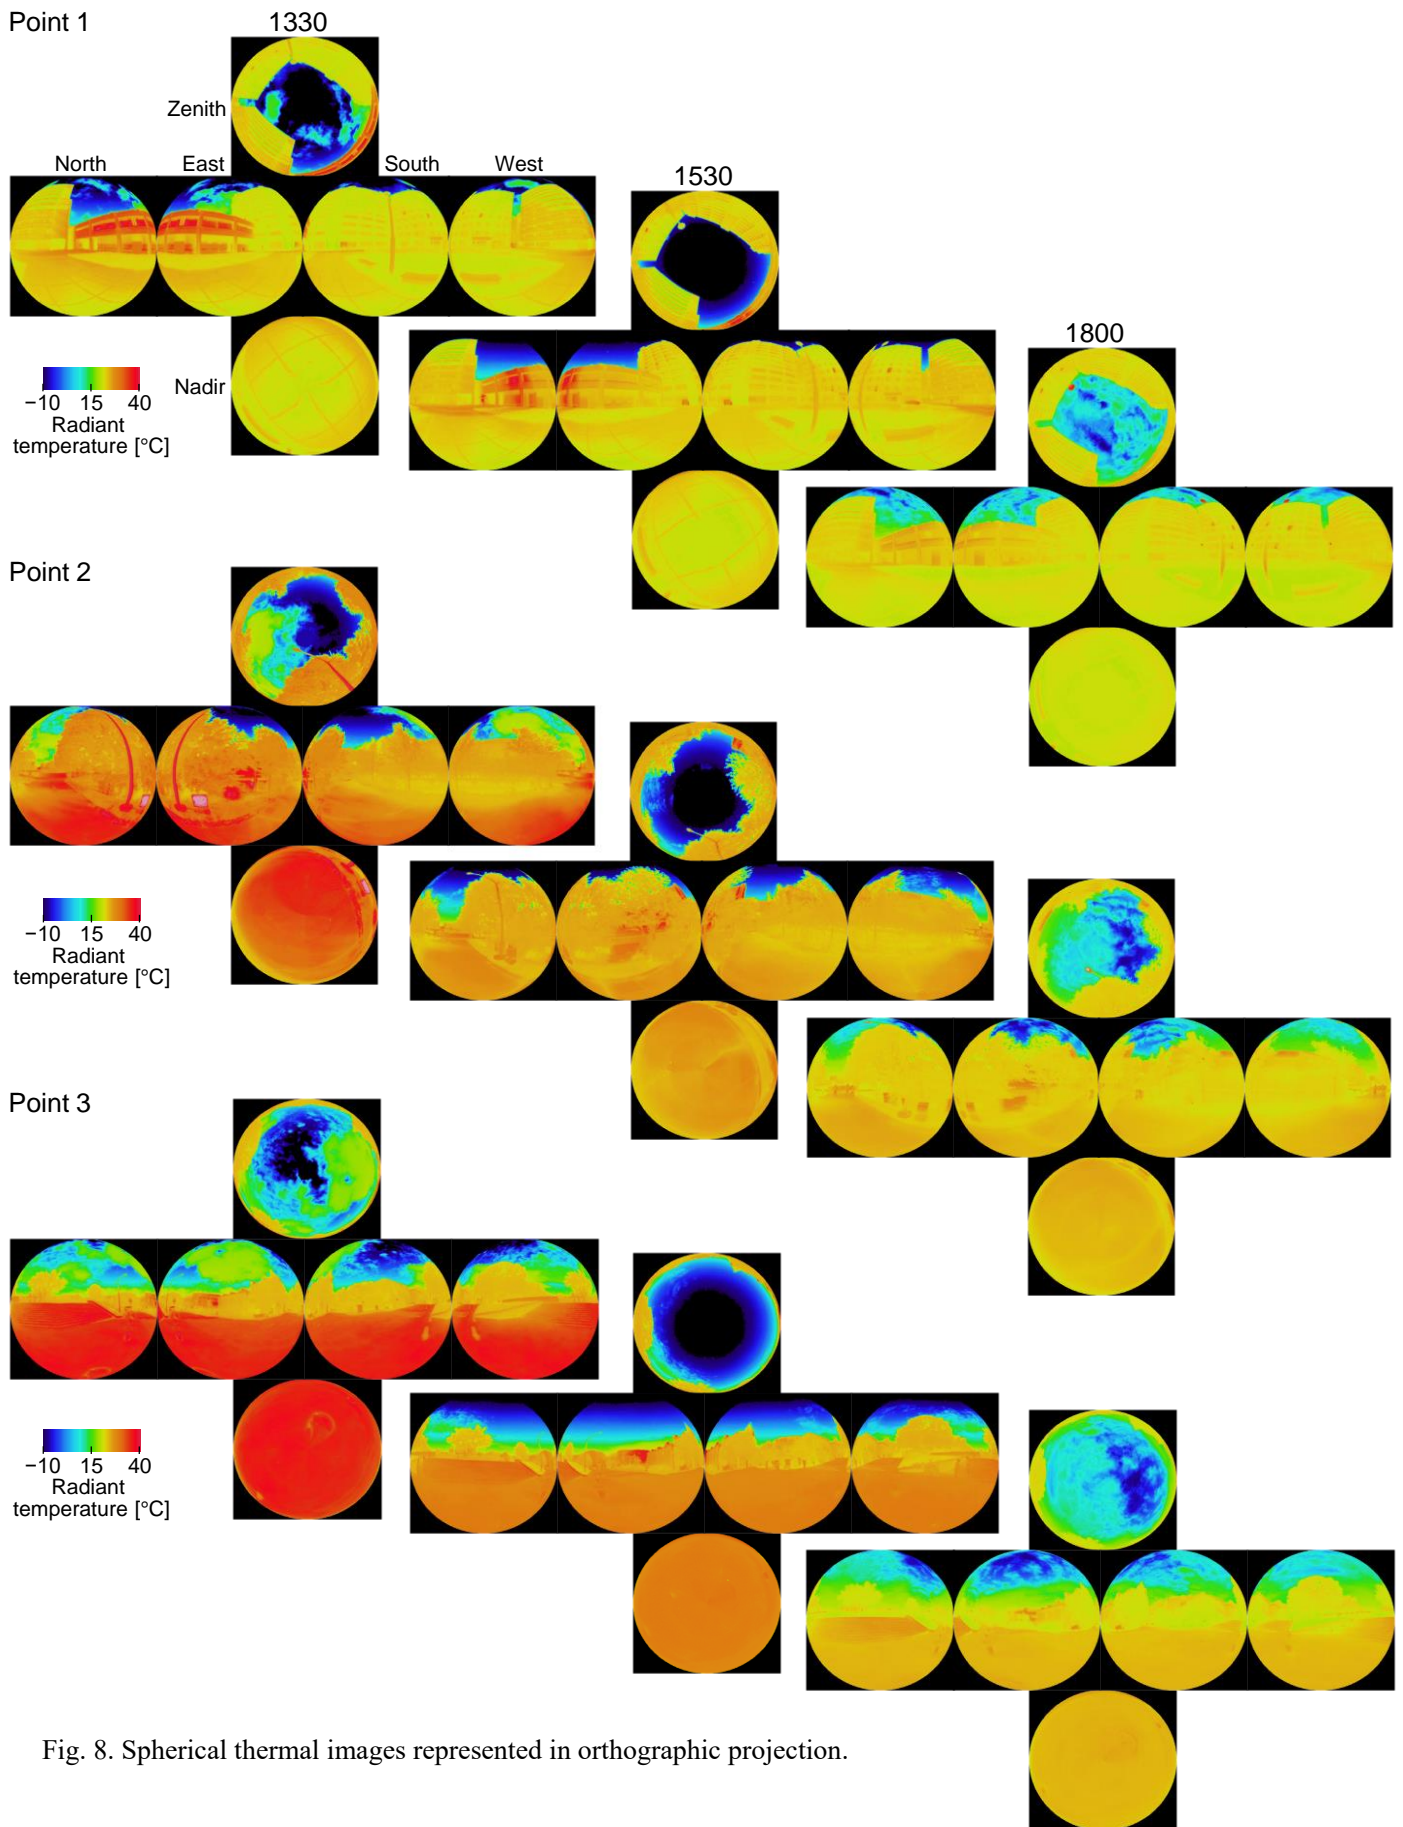 Point 1
1330
Zenith
North East South West
1530
1800
Nadir
−10 15 40
Radiant
temperature [°C]
Point 2
−10 15 40
Radiant
temperature [°C]
Point 3
−10 15 40
Radiant
temperature [°C]
Fig. 8. Spherical thermal images represented in orthographic projection.